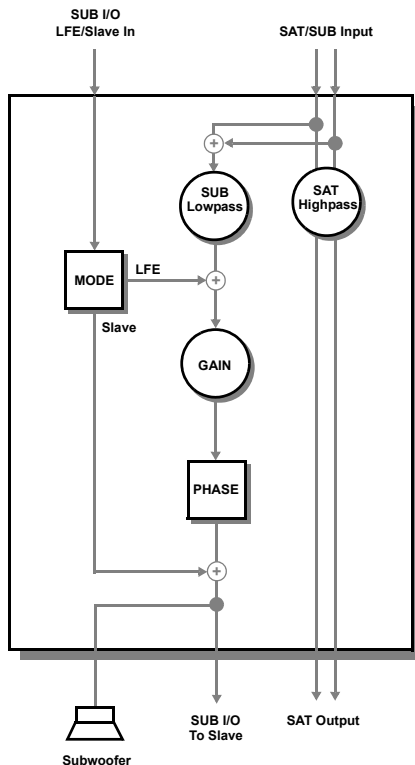 SUB I/O
LFE/Slave In
SAT/SUB Input
+
SUB
Lowpass
SAT
Highpass
MODE
LFE
+
Slave
GAIN
PHASE
+
SUB I/O
To Slave
SAT Output
Subwoofer